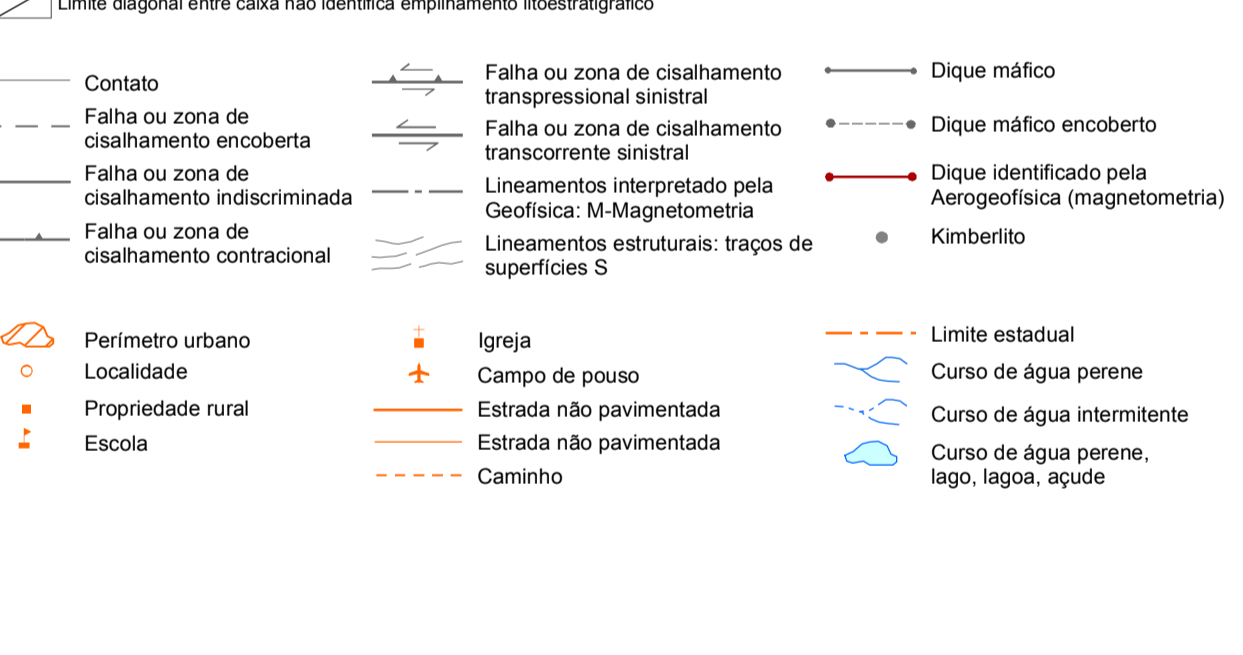 Limite diagonal entre caixa não identifica empilhamento litoestratigráfico
Contato
Falha ou zona de
cisalhamento encoberta
Falha ou zona de
cisalhamento indiscriminada
Falha ou zona de
cisalhamento contracional
Falha ou zona de cisalhamento
transpressional sinistral
Falha ou zona de cisalhamento
transcorrente sinistral
Lineamentos interpretado pela
Geofísica: M-Magnetometria
Lineamentos estruturais: traços de
superfícies S
Dique máfico
Dique máfico encoberto
Dique identificado pela
Aerogeofísica (magnetometria)
Kimberlito
Perímetro urbano
Localidade
Propriedade rural
Escola
Igreja
Campo de pouso
Estrada não pavimentada
Estrada não pavimentada
Caminho
Limite estadual
Curso de água perene
Curso de água intermitente
Curso de água perene,
lago, lagoa, açude